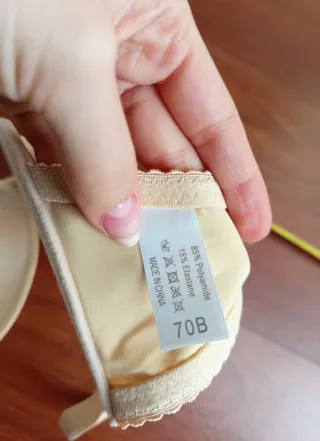 85% Polyamide
15% Elastane
MADE IN CHINA
70B